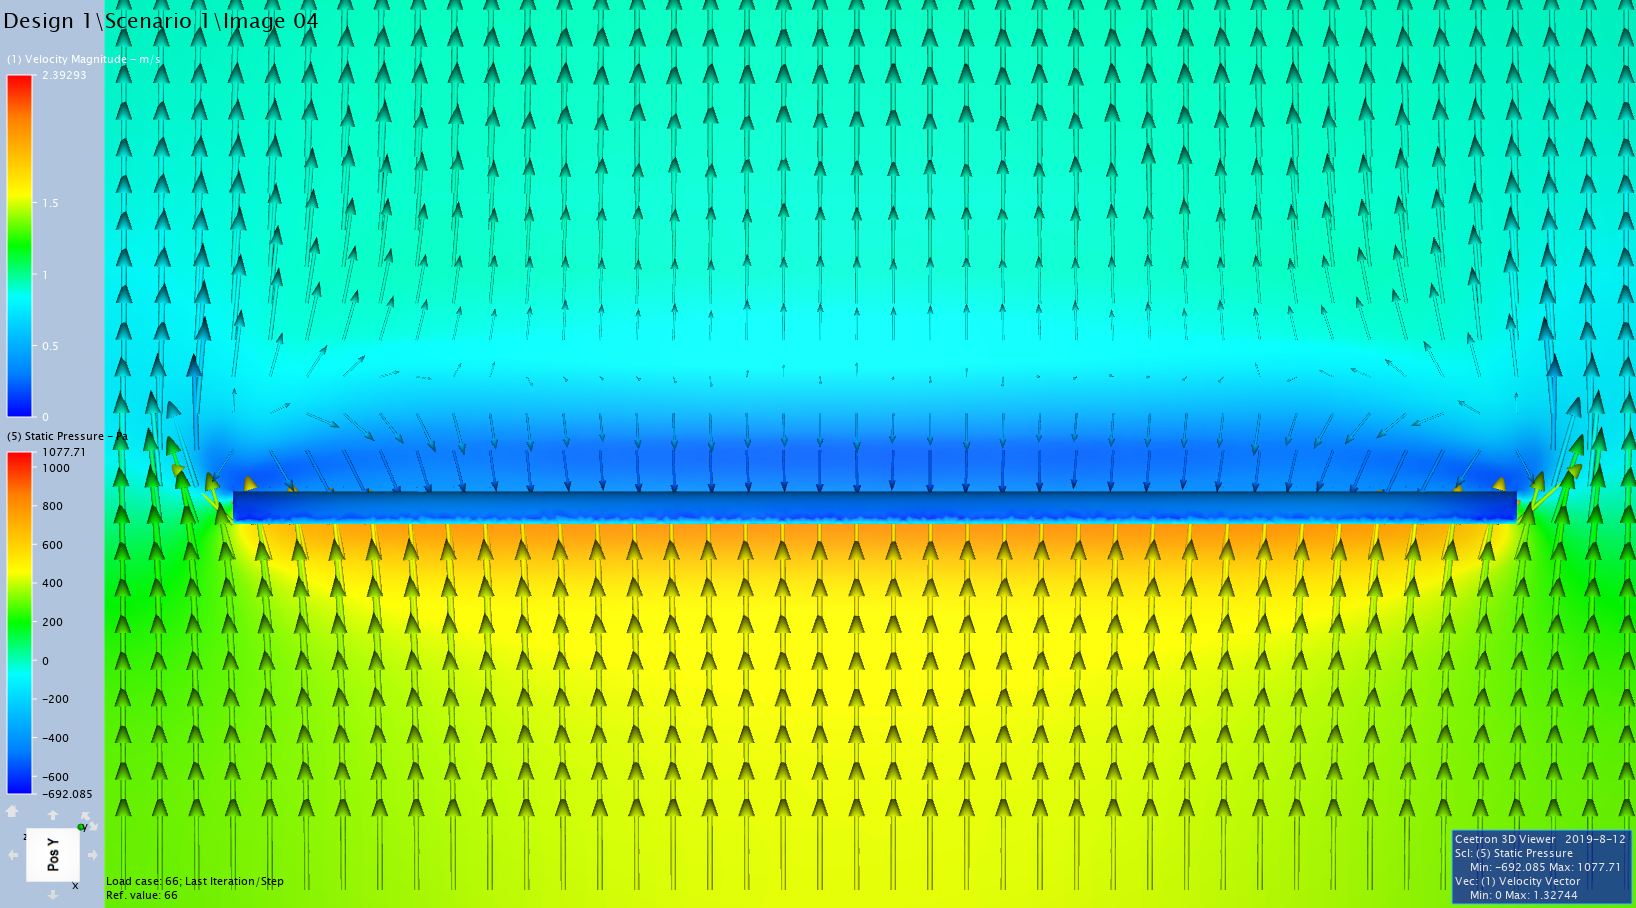 Design 1\Scenario 1\Image 04
(1) Velocity Magnitude - m/s
2.39293
1.5
1
0.5
0
(5) Static Pressure - Pa
1077.71
1000
800
600
400
200
0
-200
-400
-600
-692.085
y
z
Pos Y
x
Load case: 66; Last Iteration/Step
Ref. value: 66
Ceetron 3D Viewer 2019-8-12
Scl: (5) Static Pressure
Min: -692.085 Max: 1077.71
Vec: (1) Velocity Vector
Min: 0 Max: 1.32744